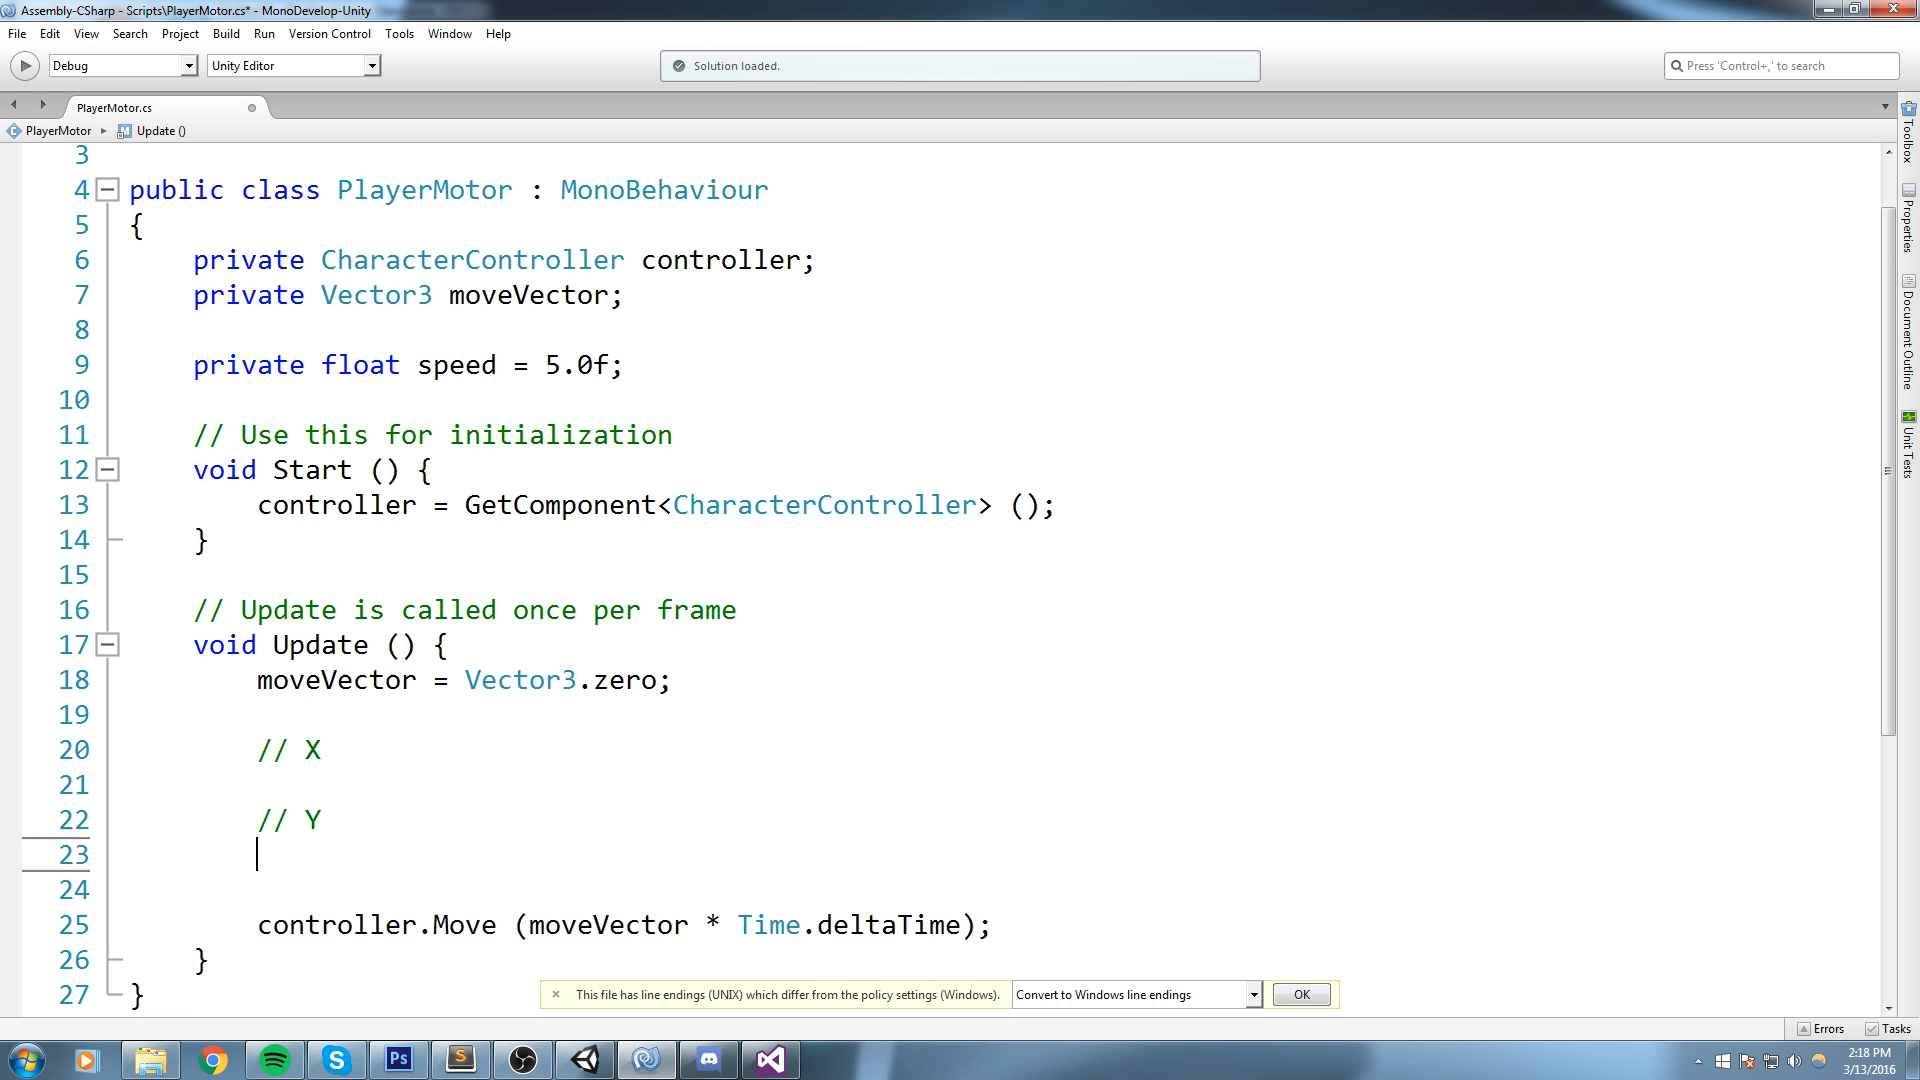 Assembly-CSharp - Scripts\PlayerMotor.cs* - MonoDevelop-Unity
File Edit View Search Project Build Run Version Control Tools Window Help
Debug Unity Editor Solution loaded. Press 'Control+,' to search
PlayerMotor.cs
PlayerMotor Update ()
3
4 public class PlayerMotor : MonoBehaviour
5 {
6 private CharacterController controller;
7 private Vector3 moveVector;
8
9 private float speed = 5.0f;
10
11 // Use this for initialization
12 void Start () {
13 controller = GetComponent<CharacterController> ();
14 }
15
16 // Update is called once per frame
17 void Update () {
18 moveVector = Vector3.zero;
19
20 // X
21
22 // Y
23
24
25 controller.Move (moveVector * Time.deltaTime);
26 }
27 }
This file has line endings (UNIX) which differ from the policy settings (Windows). Convert to Windows line endings OK
Toolbox
Properties
Document Outline
Unit Tests
Errors Tasks
Ps
S
2:18 PM
3/13/2016